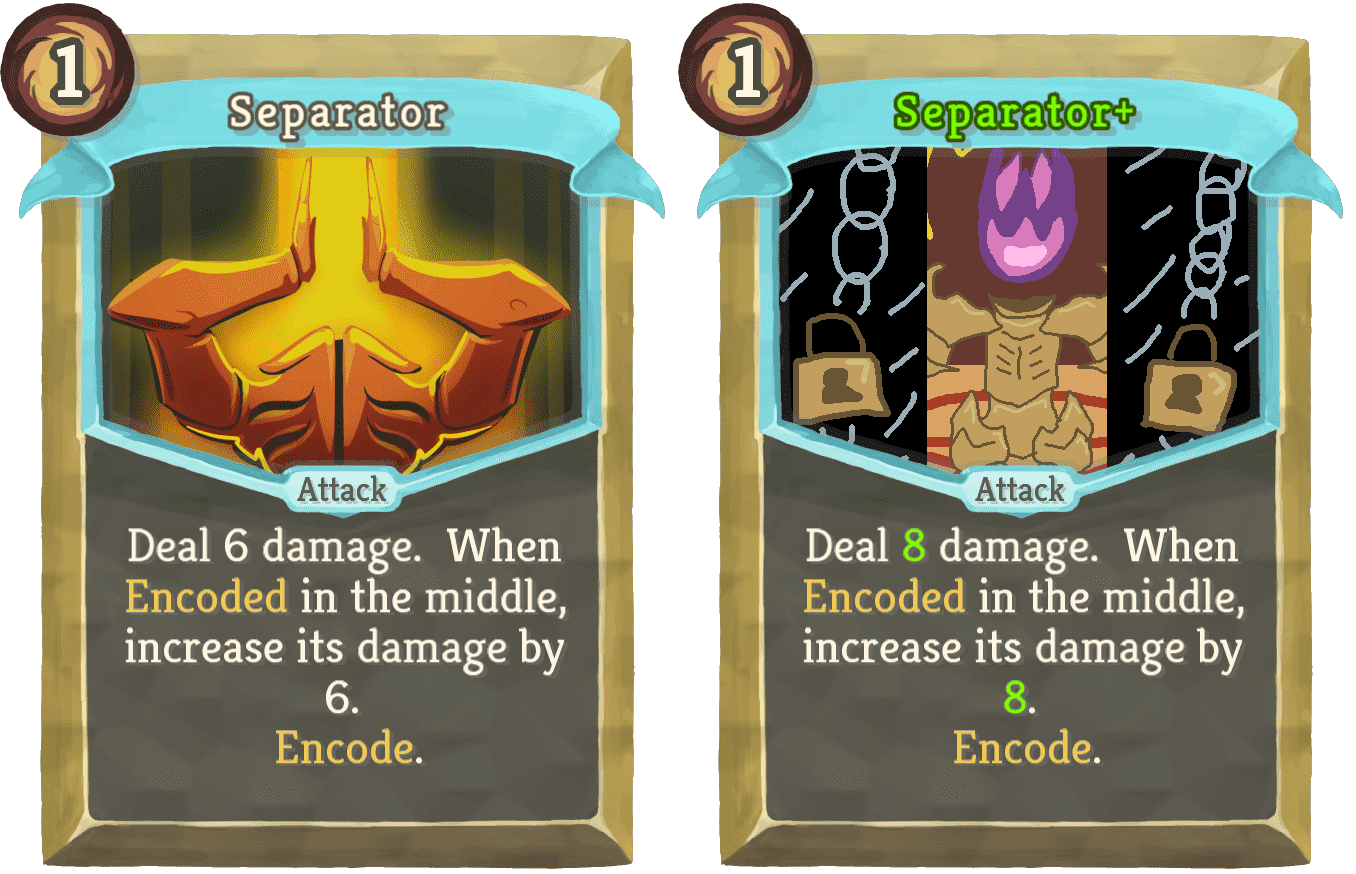 1
Separator
Attack
Deal 6 damage.  When
Encoded in the middle,
increase its damage by
6.
Encode.
1
Separator+
Attack
Deal 8 damage.  When
Encoded in the middle,
increase its damage by
8.
Encode.